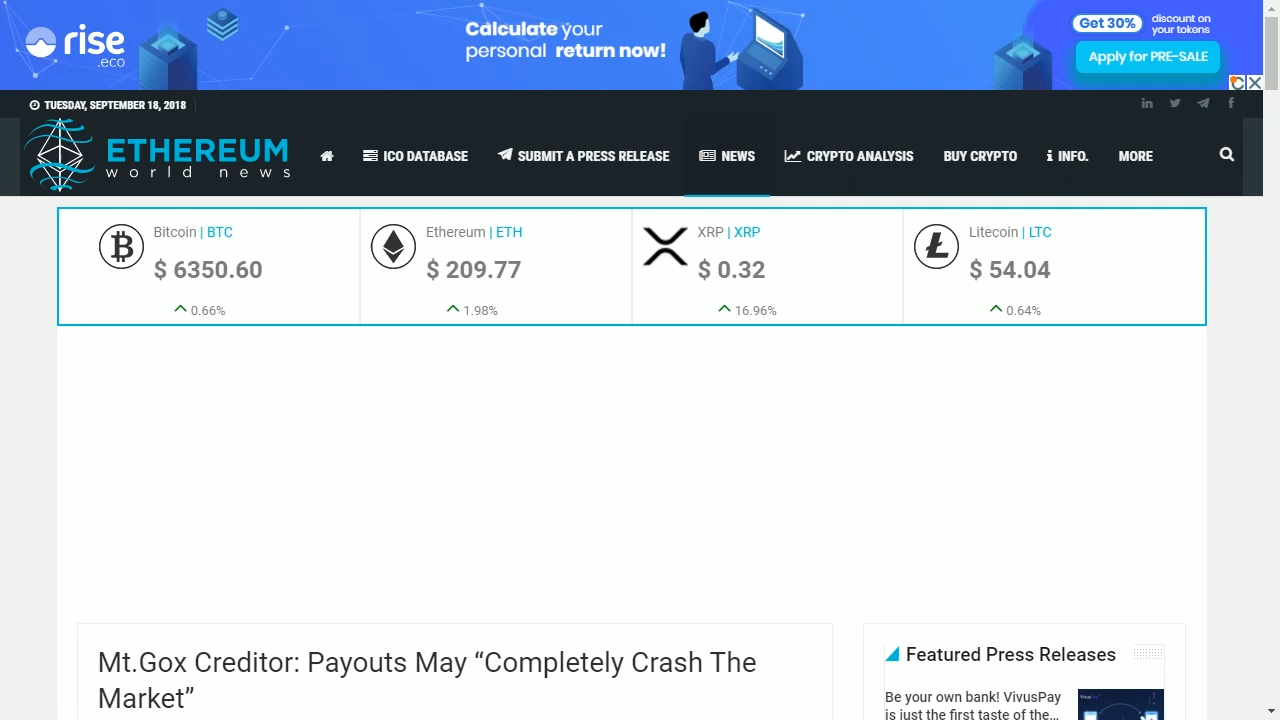 rise
.eco
Calculate your
personal return now!
Get 30%
discount on
your tokens
Apply for PRE-SALE
TUESDAY, SEPTEMBER 18, 2018
ETHEREUM
world news
ICO DATABASE
SUBMIT A PRESS RELEASE
NEWS
CRYPTO ANALYSIS
BUY CRYPTO
INFO.
MORE
Bitcoin | BTC
$ 6350.60
0.66%
Ethereum | ETH
$ 209.77
1.98%
XRP | XRP
$ 0.32
16.96%
Litecoin | LTC
$ 54.04
0.64%
Mt.Gox Creditor: Payouts May “Completely Crash The
Market”
Featured Press Releases
Be your own bank! VivusPay
is just the first taste of the…